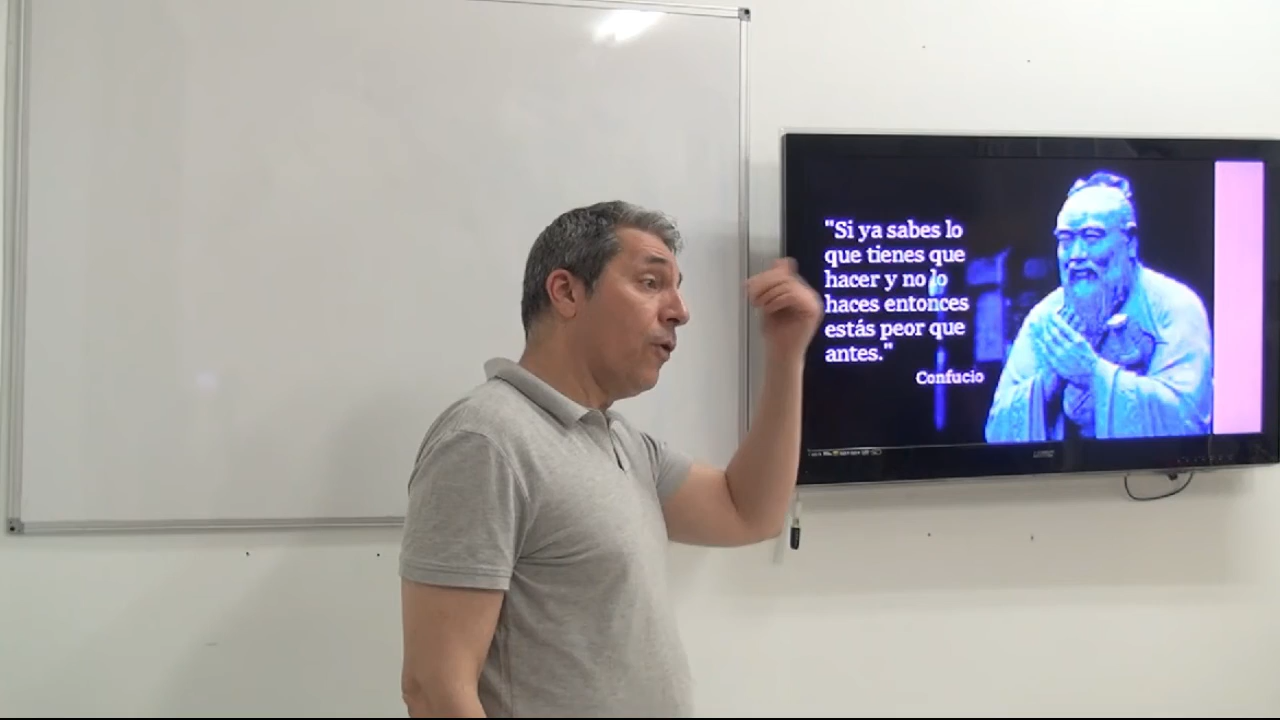 "Si ya sabes lo
que tienes que
hacer y no lo
haces entonces
estás peor que
antes."
Confucio